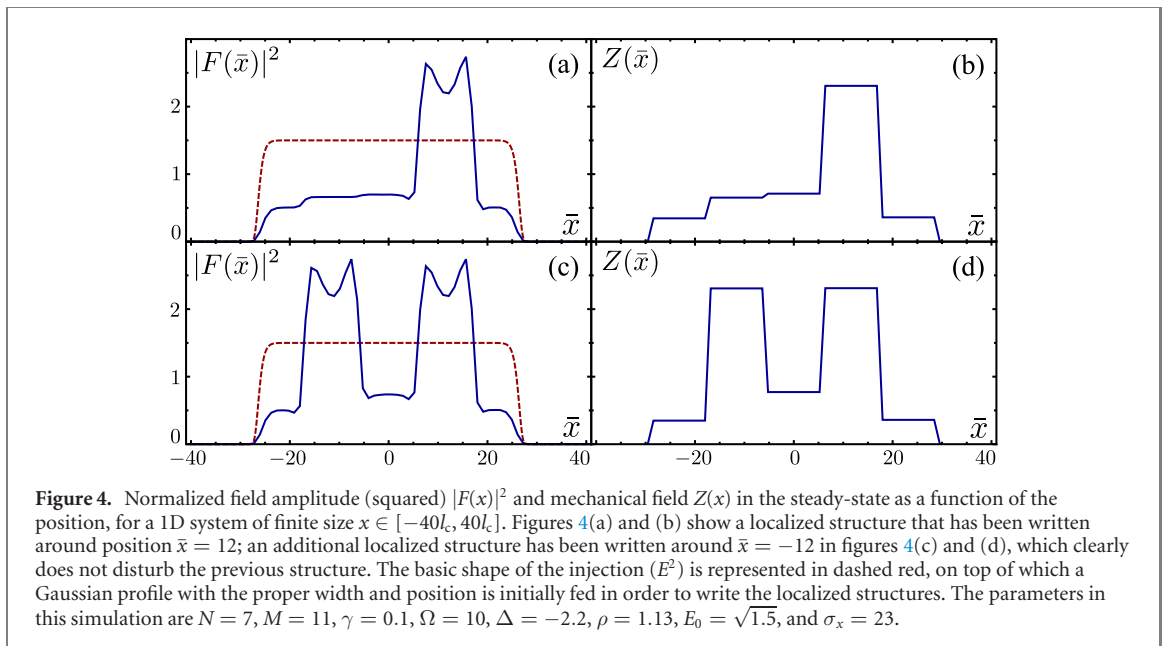 |F(x̄)|² (a) Z(x̄) (b)
2
1
x̄ x̄
0
|F(x̄)|² (c) Z(x̄) (d)
2
1
x̄ x̄
0
−40 −20 0 20 40 −20 0 20 40
Figure 4. Normalized field amplitude (squared) |F(x)|² and mechanical field Z(x) in the steady-state as a function of the
position, for a 1D system of finite size x ∈ [−40lc, 40lc]. Figures 4(a) and (b) show a localized structure that has been written
around position x̄ = 12; an additional localized structure has been written around x̄ = −12 in figures 4(c) and (d), which clearly
does not disturb the previous structure. The basic shape of the injection (E²) is represented in dashed red, on top of which a
Gaussian profile with the proper width and position is initially fed in order to write the localized structures. The parameters in
this simulation are N = 7, M = 11, γ = 0.1, Ω = 10, Δ = −2.2, ρ = 1.13, E₀ = √1.5, and σₓ = 23.